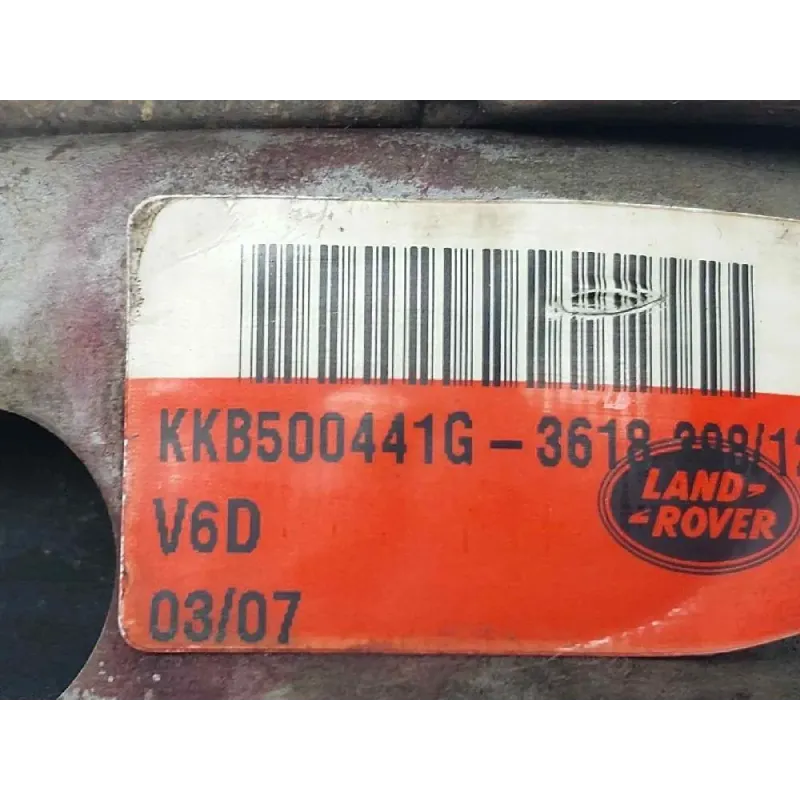 KKB500441G - 3618
V6D
03/07
LAND-
ROVER